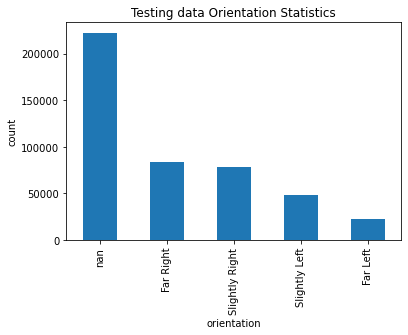 Testing data Orientation Statistics
count
200000
150000
100000
50000
0
nan
Far Right
Slightly Right
Slightly Left
Far Left
orientation